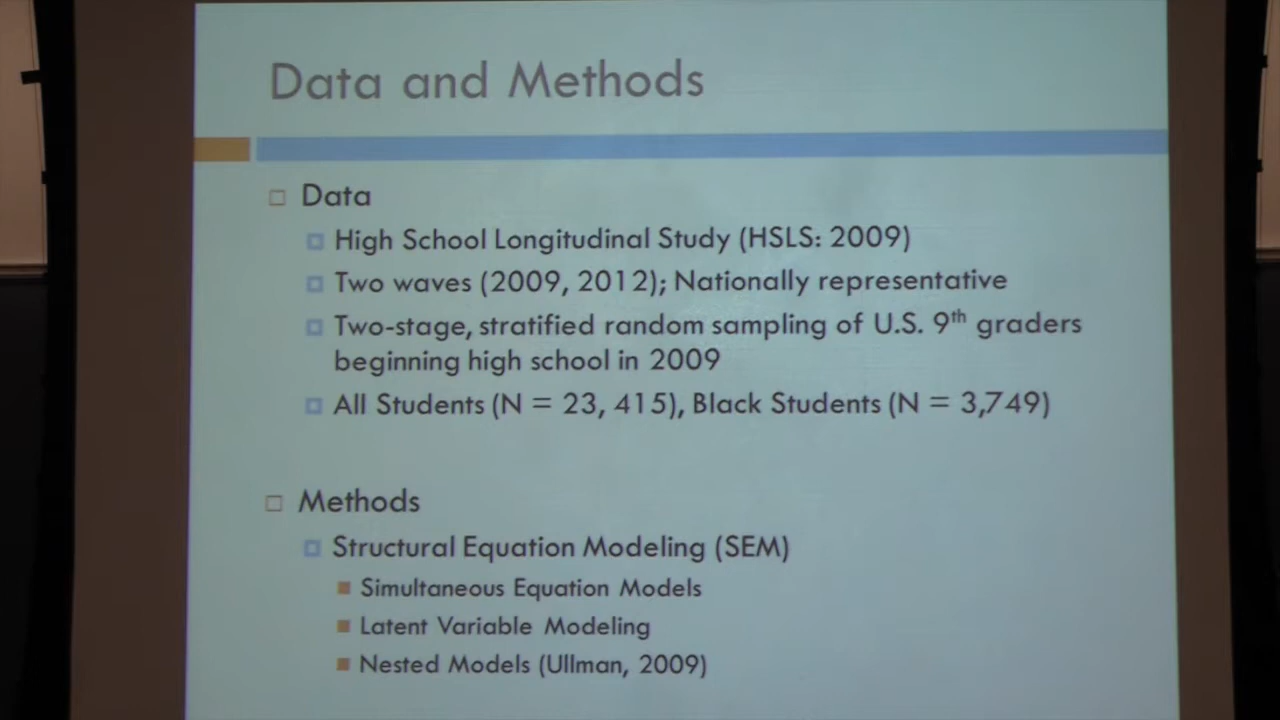 Data and Methods
Data
High School Longitudinal Study (HSLS: 2009)
Two waves (2009, 2012); Nationally representative
Two-stage, stratified random sampling of U.S. 9th graders
beginning high school in 2009
All Students (N = 23, 415), Black Students (N = 3,749)
Methods
Structural Equation Modeling (SEM)
Simultaneous Equation Models
Latent Variable Modeling
Nested Models (Ullman, 2009)